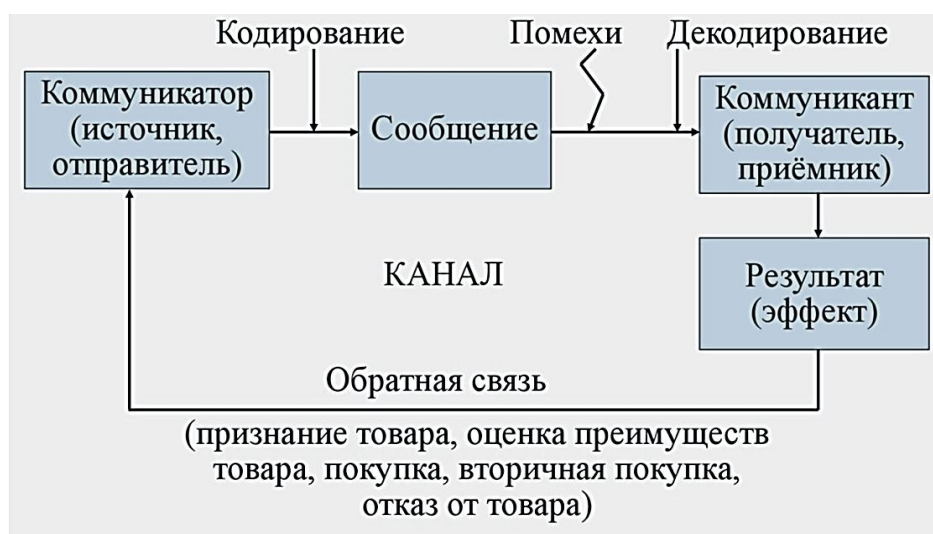 Кодирование
Помехи
Декодирование
Коммуникатор
(источник,
отправитель)
Сообщение
Коммуникант
(получатель,
приёмник)
КАНАЛ
Результат
(эффект)
Обратная связь
(признание товара, оценка преимуществ
товара, покупка, вторичная покупка,
отказ от товара)